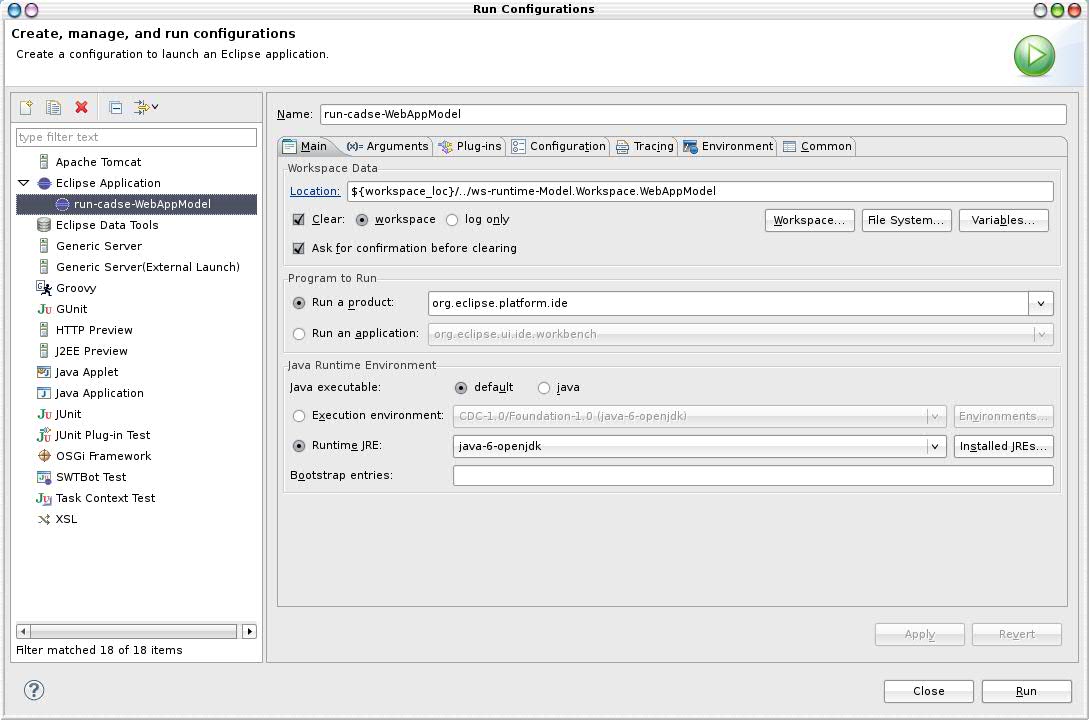 Run Configurations
Create, manage, and run configurations
Create a configuration to launch an Eclipse application.
type filter text
Apache Tomcat
Eclipse Application
run-cadse-WebAppModel
Eclipse Data Tools
Generic Server
Generic Server(External Launch)
Groovy
GUnit
HTTP Preview
J2EE Preview
Java Applet
Java Application
JUnit
JUnit Plug-in Test
OSGi Framework
SWTBot Test
Task Context Test
XSL
Filter matched 18 of 18 items
Name: run-cadse-WebAppModel
Main (x)= Arguments Plug-ins Configuration Tracing Environment Common
Workspace Data
Location: ${workspace_loc}/../ws-runtime-Model.Workspace.WebAppModel
Clear: workspace log only Workspace... File System... Variables...
Ask for confirmation before clearing
Program to Run
Run a product: org.eclipse.platform.ide
Run an application: org.eclipse.ui.ide.workbench
Java Runtime Environment
Java executable: default java
Execution environment: CDC-1.0/Foundation-1.0 (java-6-openjdk) Environments...
Runtime JRE: java-6-openjdk Installed JREs...
Bootstrap entries:
Apply Revert
? Close Run